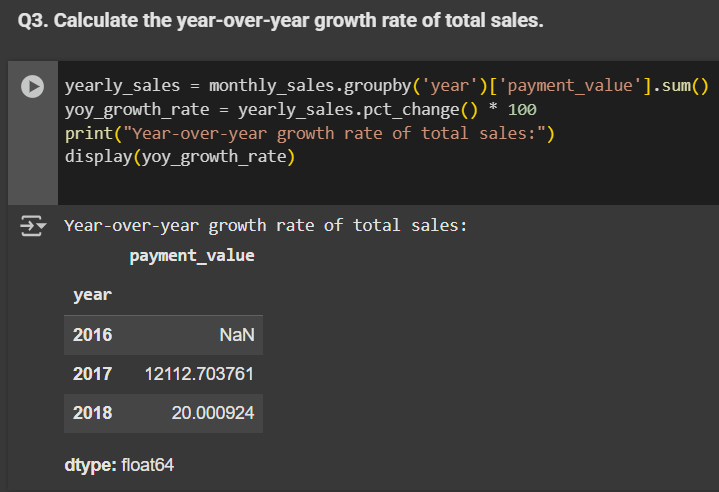 Q3. Calculate the year-over-year growth rate of total sales.
yearly_sales = monthly_sales.groupby('year')['payment_value'].sum()
yoy_growth_rate = yearly_sales.pct_change() * 100
print("Year-over-year growth rate of total sales:")
display(yoy_growth_rate)
Year-over-year growth rate of total sales:
payment_value
year
2016 NaN
2017 12112.703761
2018 20.000924
dtype: float64